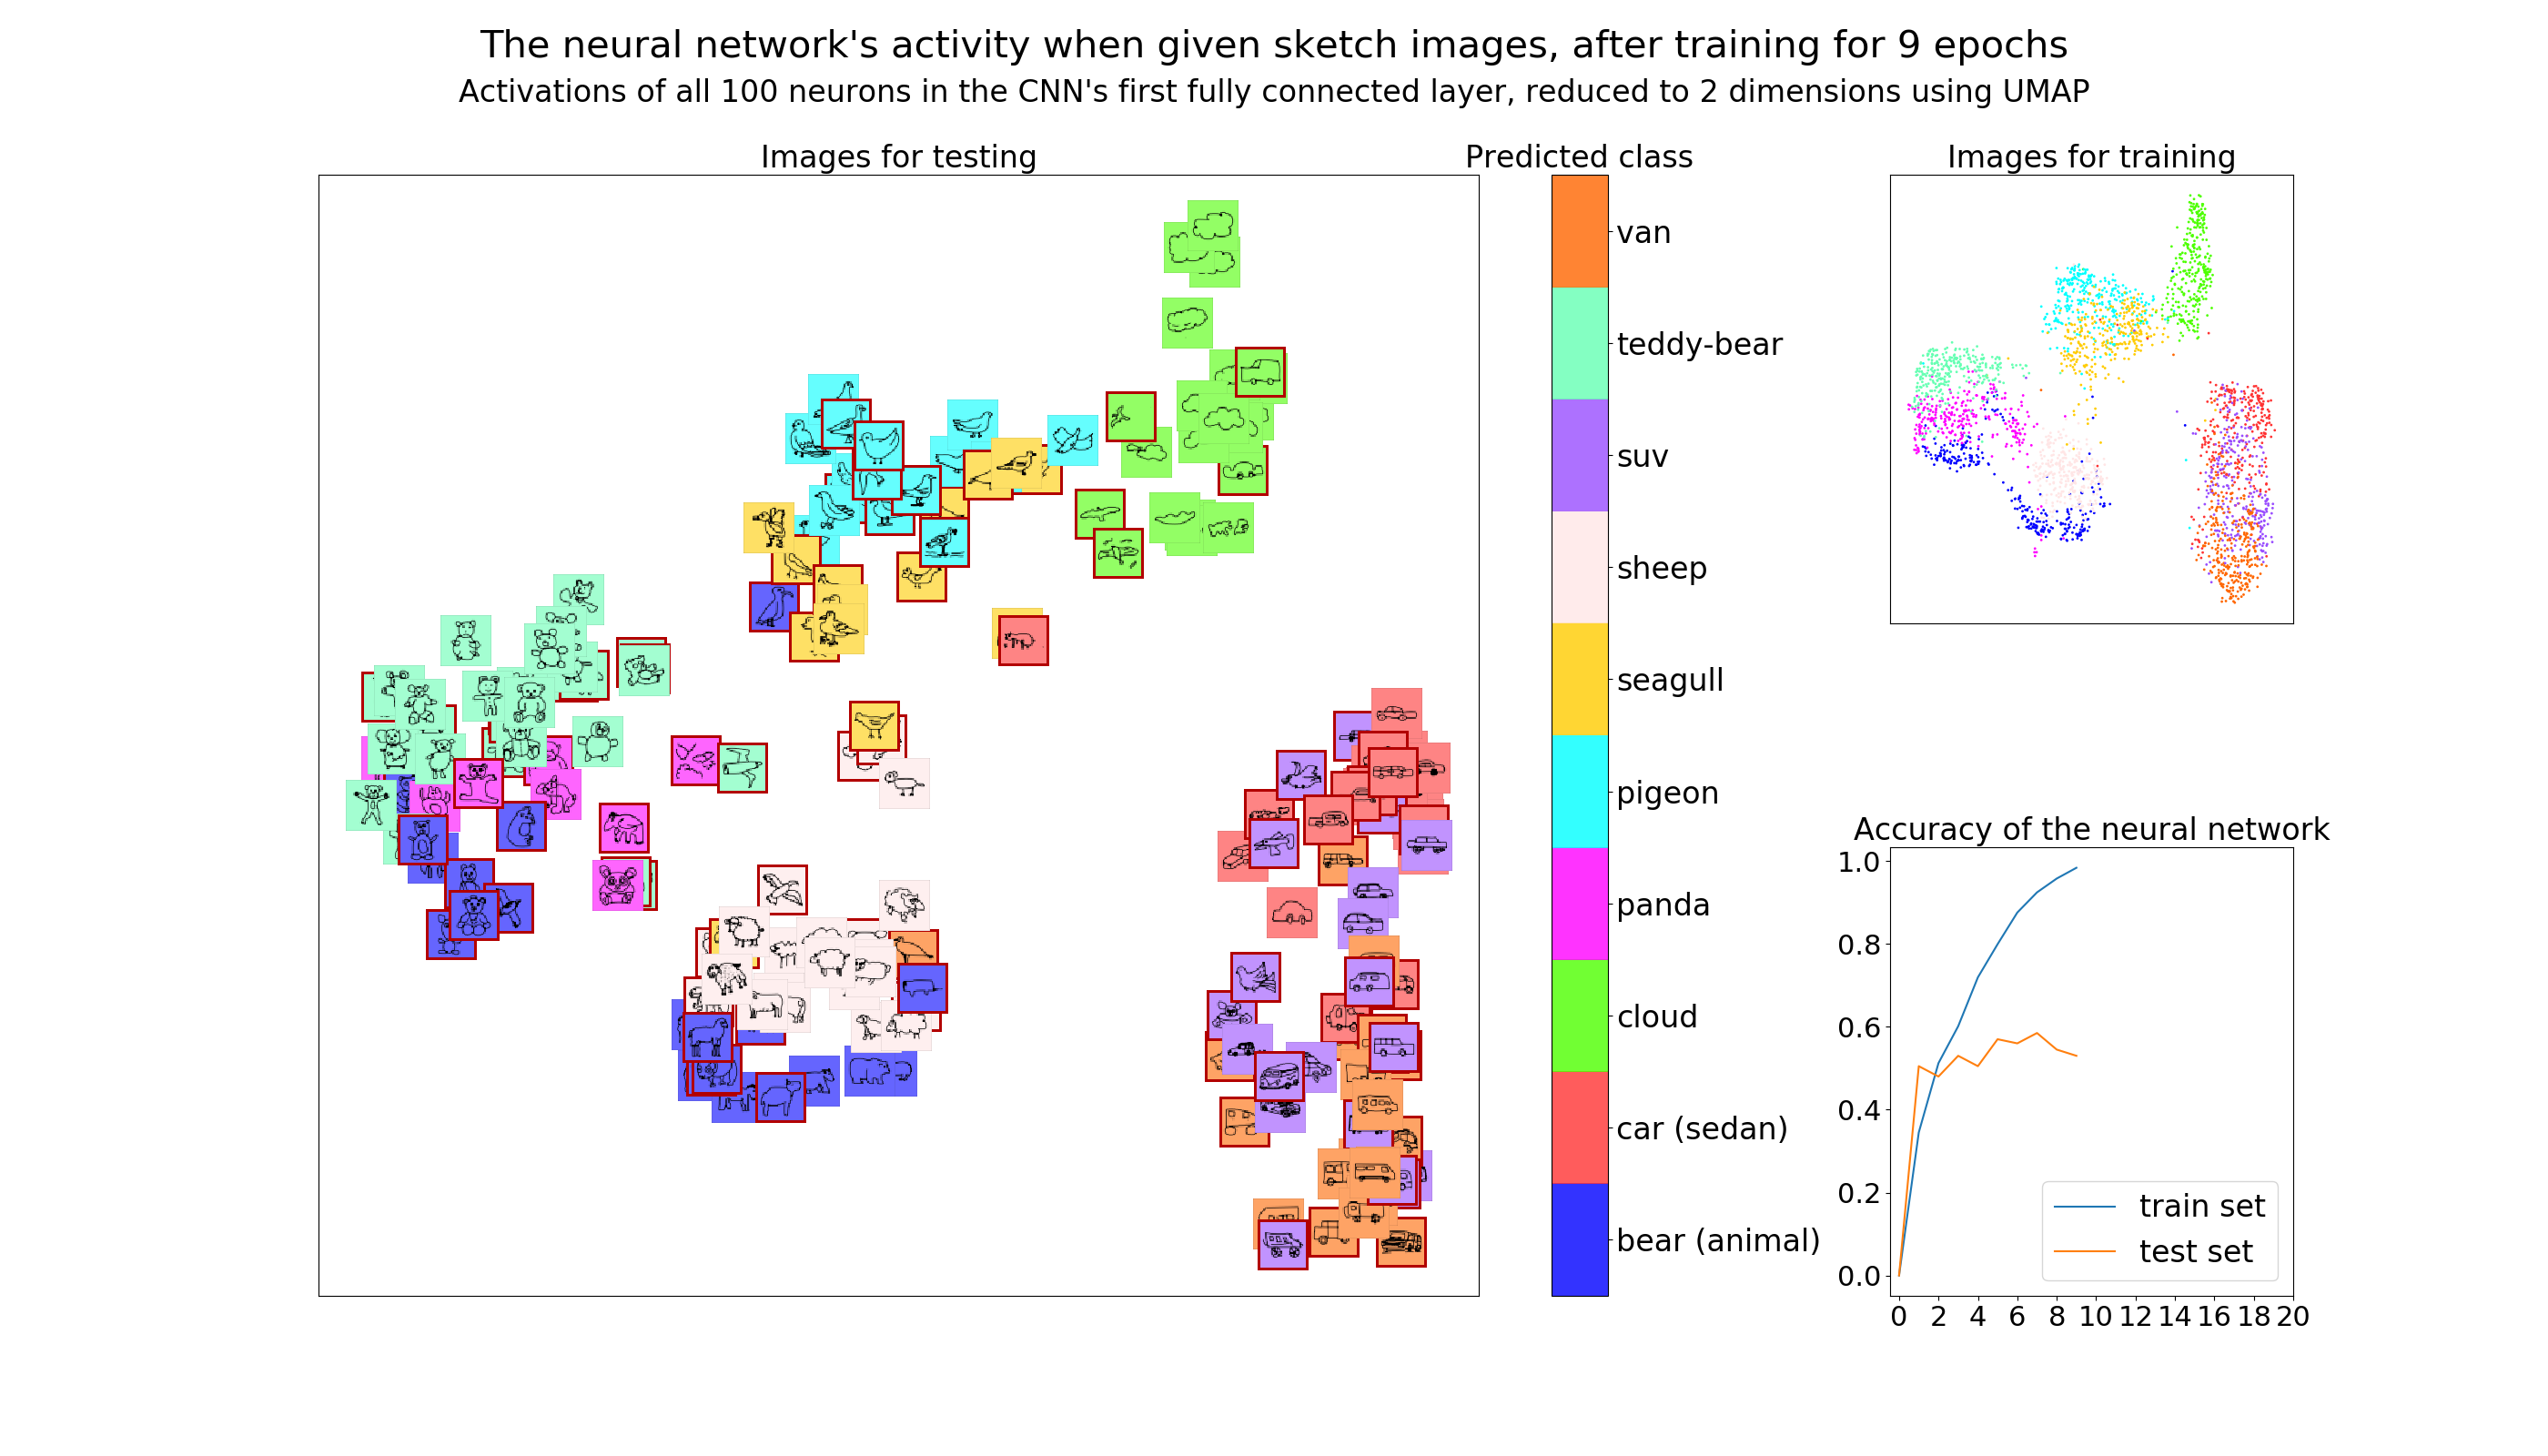 The neural network's activity when given sketch images, after training for 9 epochs
Activations of all 100 neurons in the CNN's first fully connected layer, reduced to 2 dimensions using UMAP
Images for testing
Predicted class
van
teddy-bear
suv
sheep
seagull
pigeon
panda
cloud
car (sedan)
bear (animal)
Images for training
Accuracy of the neural network
1.0
0.8
0.6
0.4
0.2
0.0
train set
test set
0 2 4 6 8 10 12 14 16 18 20